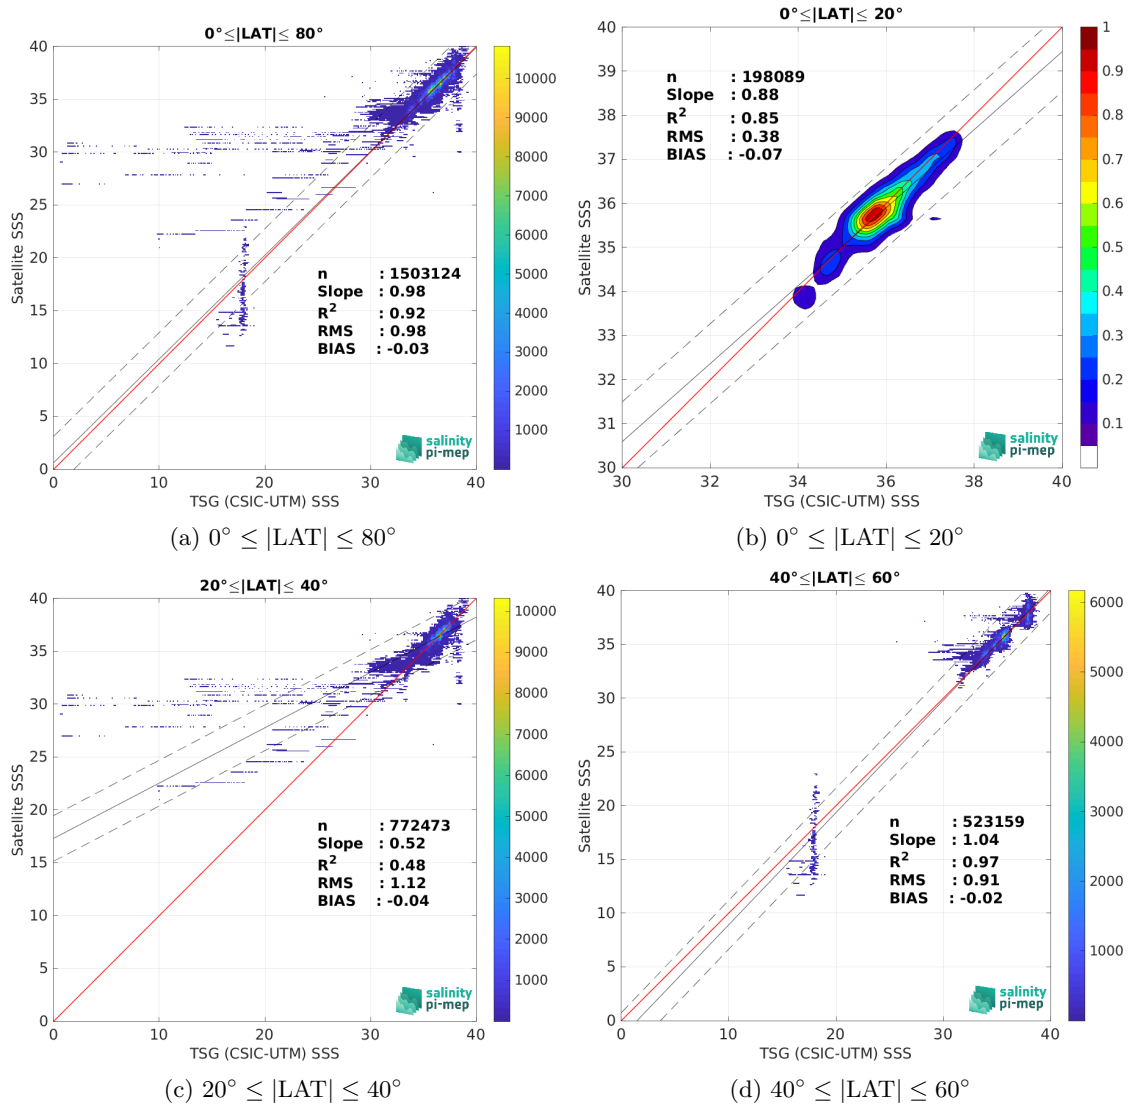 0°≤|LAT|≤ 80°
40
35
30
25
20
15
10
5
0
0
10
20
30
40
Satellite SSS
TSG (CSIC-UTM) SSS
n : 1503124
Slope : 0.98
R² : 0.92
RMS : 0.98
BIAS : -0.03
salinity
pi-mep
10000
9000
8000
7000
6000
5000
4000
3000
2000
1000
(a) 0° ≤ |LAT| ≤ 80°
0°≤|LAT|≤ 20°
40
39
38
37
36
35
34
33
32
31
30
30
32
34
36
38
40
Satellite SSS
TSG (CSIC-UTM) SSS
n : 198089
Slope : 0.88
R² : 0.85
RMS : 0.38
BIAS : -0.07
salinity
pi-mep
1
0.9
0.8
0.7
0.6
0.5
0.4
0.3
0.2
0.1
(b) 0° ≤ |LAT| ≤ 20°
20°≤|LAT|≤ 40°
40
35
30
25
20
15
10
5
0
0
10
20
30
40
Satellite SSS
TSG (CSIC-UTM) SSS
n : 772473
Slope : 0.52
R² : 0.48
RMS : 1.12
BIAS : -0.04
salinity
pi-mep
10000
9000
8000
7000
6000
5000
4000
3000
2000
1000
(c) 20° ≤ |LAT| ≤ 40°
40°≤|LAT|≤ 60°
40
35
30
25
20
15
10
5
0
0
10
20
30
40
Satellite SSS
TSG (CSIC-UTM) SSS
n : 523159
Slope : 1.04
R² : 0.97
RMS : 0.91
BIAS : -0.02
salinity
pi-mep
6000
5000
4000
3000
2000
1000
(d) 40° ≤ |LAT| ≤ 60°